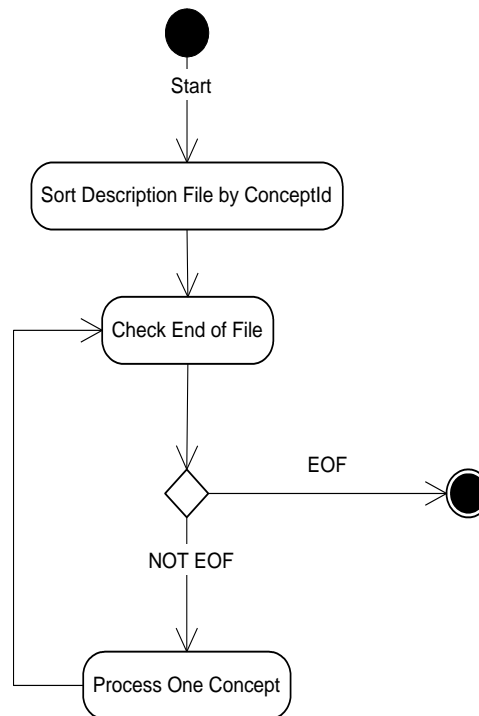 Start
Sort Description File by ConceptId
Check End of File
EOF
NOT EOF
Process One Concept